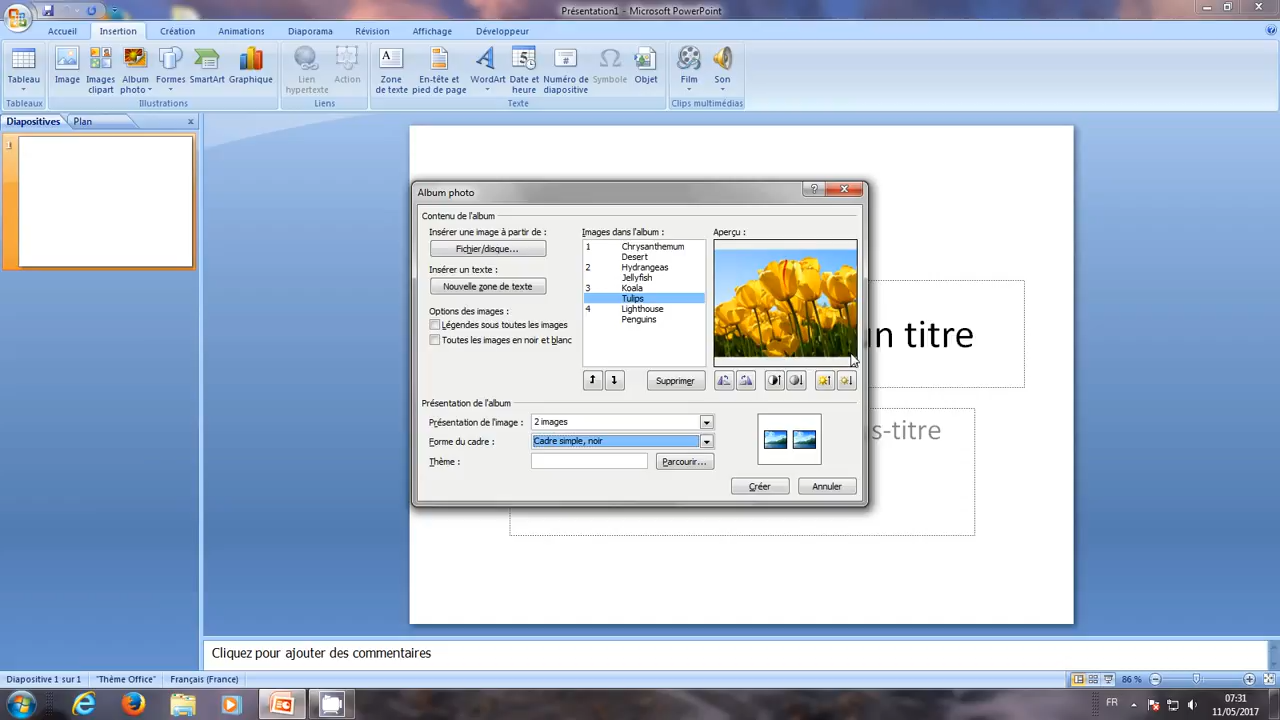 Présentation1 - Microsoft PowerPoint
Accueil Insertion Création Animations Diaporama Révision Affichage Développeur
Tableau Image Images clipart Album photo Formes SmartArt Graphique Lien hypertexte Action Zone de texte En-tête et pied de page WordArt Date et heure Numéro de diapositive Symbole Objet Film Son
Tableaux Illustrations Liens Texte Clips multimédias
Diapositives Plan
1
Album photo
Contenu de l'album
Insérer une image à partir de : Images dans l'album : Aperçu :
Fichier/disque...
Insérer un texte :
Nouvelle zone de texte
Options des images :
Légendes sous toutes les images
Toutes les images en noir et blanc
1 Chrysanthemum
Desert
2 Hydrangeas
Jellyfish
3 Koala
Tulips
4 Lighthouse
Penguins
Supprimer
Présentation de l'album
Présentation de l'image : 2 images
Forme du cadre : Cadre simple, noir
Thème : Parcourir...
Créer Annuler
un titre
s-titre
Cliquez pour ajouter des commentaires
Diapositive 1 sur 1 "Thème Office" Français (France) 86 %
FR 07:31
11/05/2017